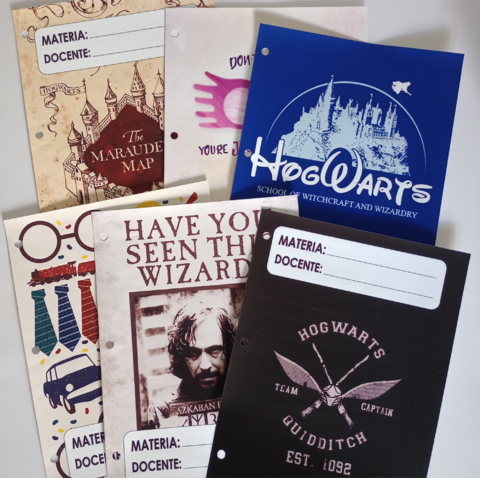 MATERIA:
DOCENTE:
HOGWARTS
The
MARAUDE
MAP
DON'
YOU'RE J
HOGWARTS
SCHOOL OF WITCHCRAFT AND WIZARDRY
HAVE YOU
SEEN THI
WIZARD
AZKABAN
MATERIA:
DOCENTE:
MATERIA:
DOCENTE:
MATERIA:
DOCENTE:
HOGWARTS
TEAM
CAPTAIN
QUIDDITCH
EST. 1092